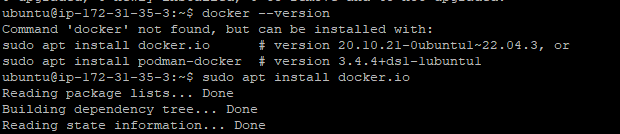 ubuntu@ip-172-31-35-3:~$ docker --version
Command 'docker' not found, but can be installed with:
sudo apt install docker.io      # version 20.10.21-0ubuntu1~22.04.3, or
sudo apt install podman-docker  # version 3.4.4+ds1-1ubuntu1
ubuntu@ip-172-31-35-3:~$ sudo apt install docker.io
Reading package lists... Done
Building dependency tree... Done
Reading state information... Done